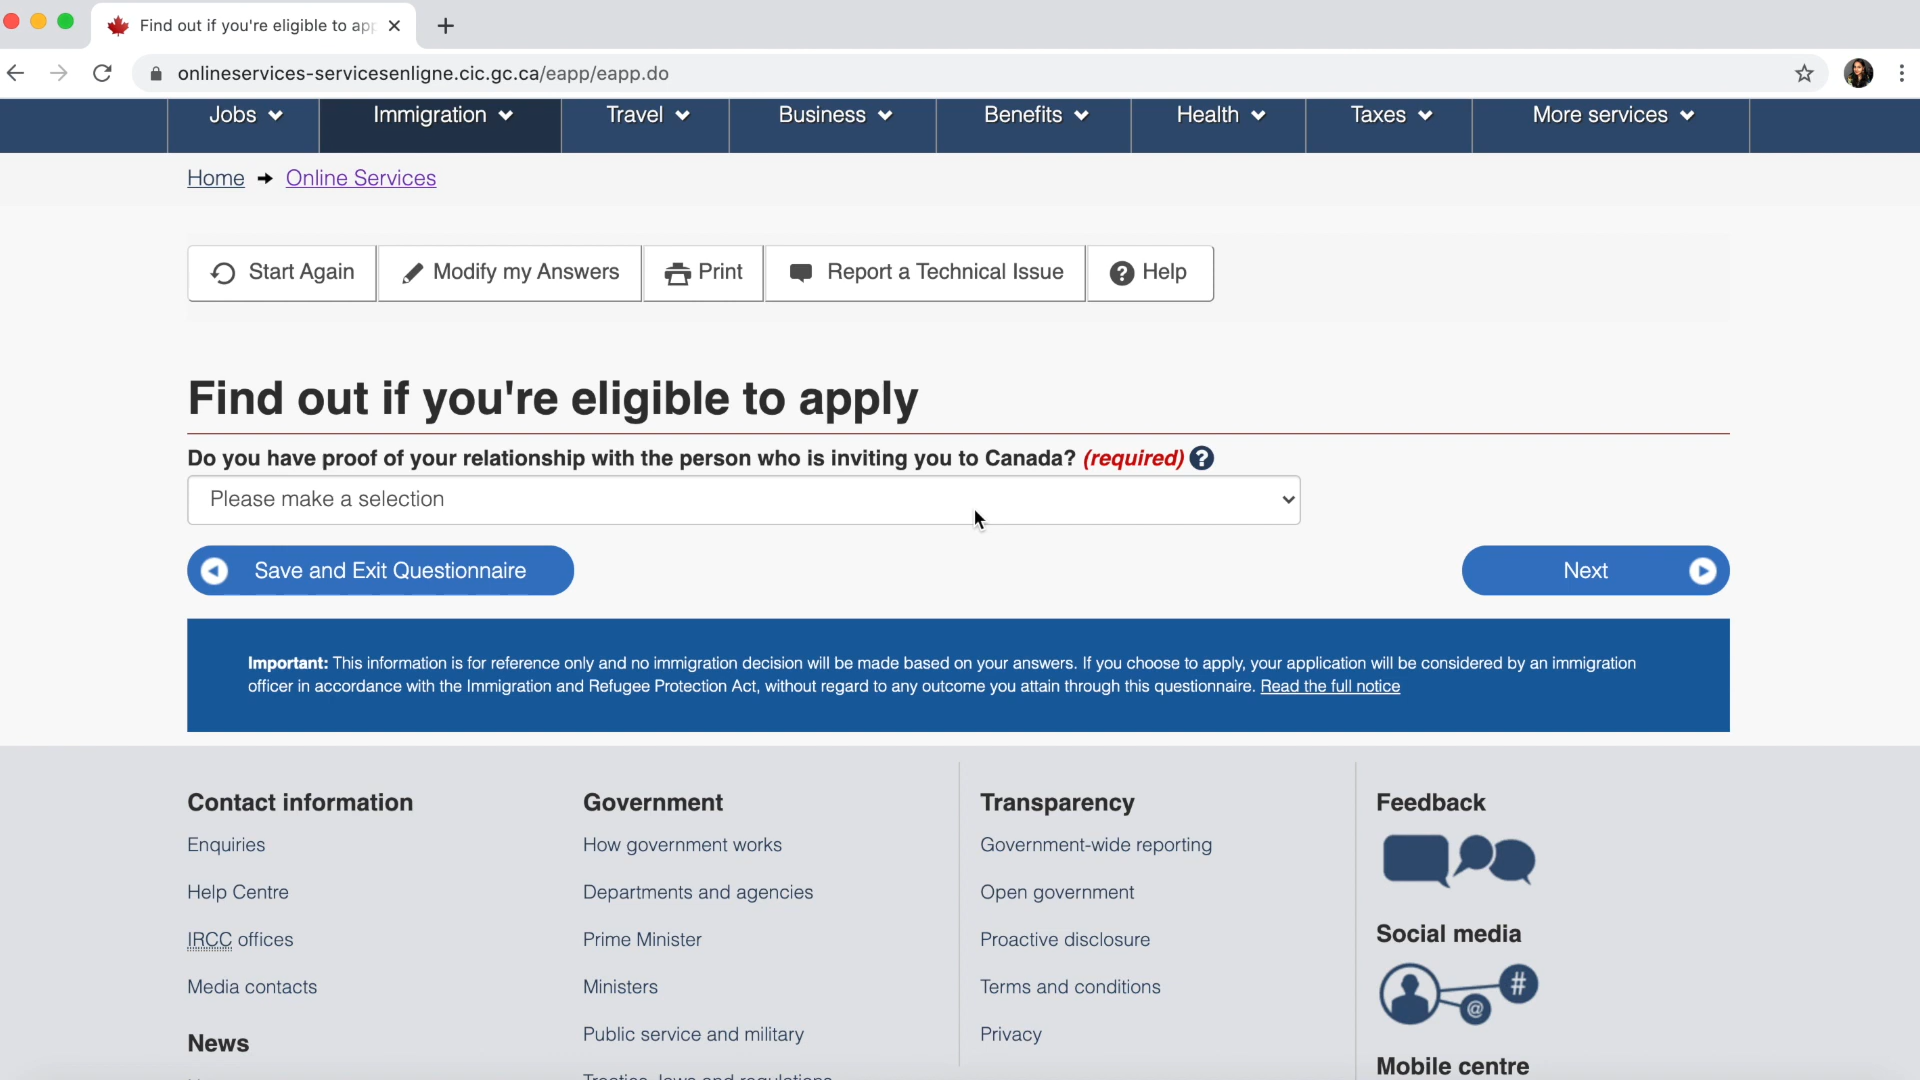 Find out if you're eligible to app
onlineservices-servicesenligne.cic.gc.ca/eapp/eapp.do
Jobs Immigration Travel Business Benefits Health Taxes More services
Home Online Services
Start Again Modify my Answers Print Report a Technical Issue Help
Find out if you're eligible to apply
Do you have proof of your relationship with the person who is inviting you to Canada? (required)
Please make a selection
Save and Exit Questionnaire
Next
Important: This information is for reference only and no immigration decision will be made based on your answers. If you choose to apply, your application will be considered by an immigration
officer in accordance with the Immigration and Refugee Protection Act, without regard to any outcome you attain through this questionnaire. Read the full notice
Contact information
Enquiries
Help Centre
IRCC offices
Media contacts
News
Government
How government works
Departments and agencies
Prime Minister
Ministers
Public service and military
Treaties, laws and regulations
Transparency
Government-wide reporting
Open government
Proactive disclosure
Terms and conditions
Privacy
Feedback
Social media
Mobile centre